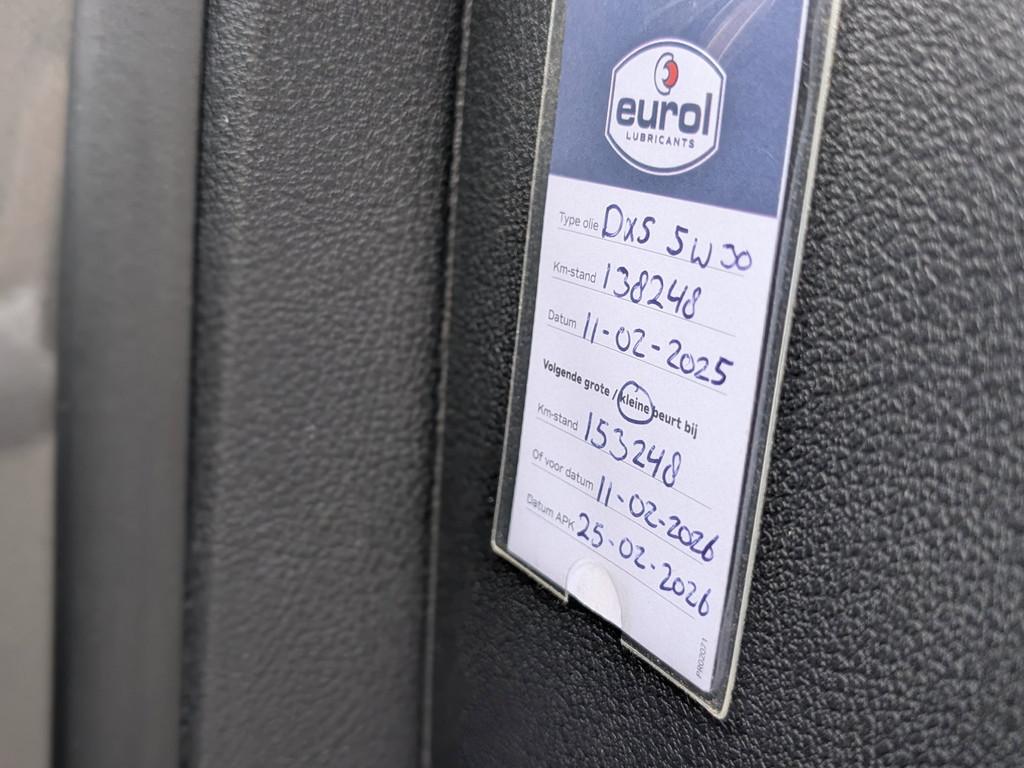 eurol
LUBRICANTS
Type olie DXS 5W30
Km-stand 138248
Datum 11-02-2025
Volgende grote / kleine beurt bij
Km-stand 153248
Of voor datum 11-02-2026
Datum APK 25-02-2026
PR02071